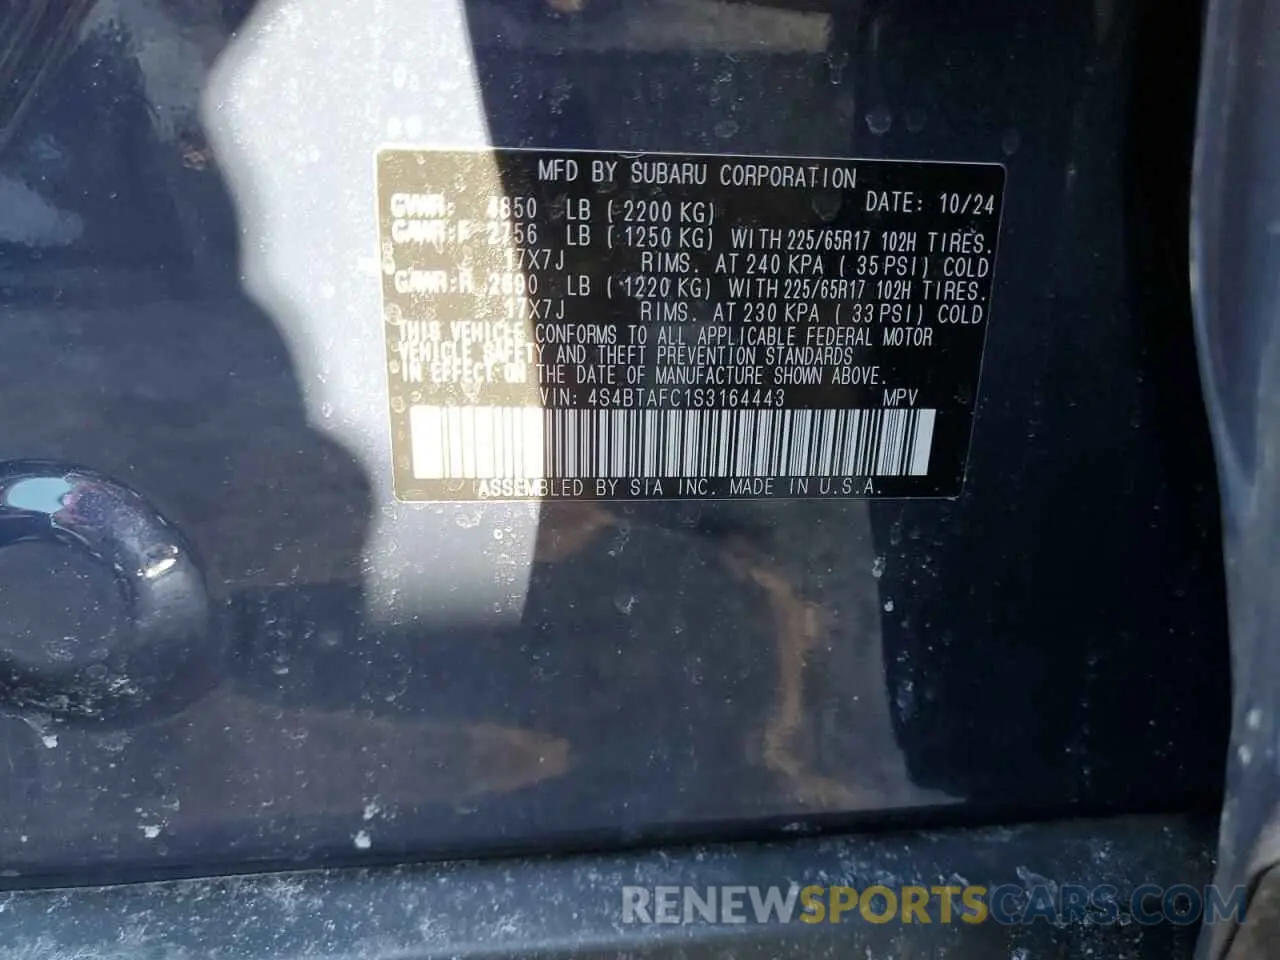 MFD BY SUBARU CORPORATION
DATE: 10/24
GVWR: 4850 LB ( 2200 KG)
GAWR:F 2756 LB ( 1250 KG) WITH 225/65R17 102H TIRES.
17X7J RIMS. AT 240 KPA ( 35 PSI) COLD
GAWR:R 2690 LB ( 1220 KG) WITH 225/65R17 102H TIRES.
17X7J RIMS. AT 230 KPA ( 33 PSI) COLD
THIS VEHICLE CONFORMS TO ALL APPLICABLE FEDERAL MOTOR
VEHICLE SAFETY AND THEFT PREVENTION STANDARDS
IN EFFECT ON THE DATE OF MANUFACTURE SHOWN ABOVE.
VIN: 4S4BTAFC1S3164443 MPV
ASSEMBLED BY SIA INC. MADE IN U.S.A.
RENEWSPORTSCARS.COM